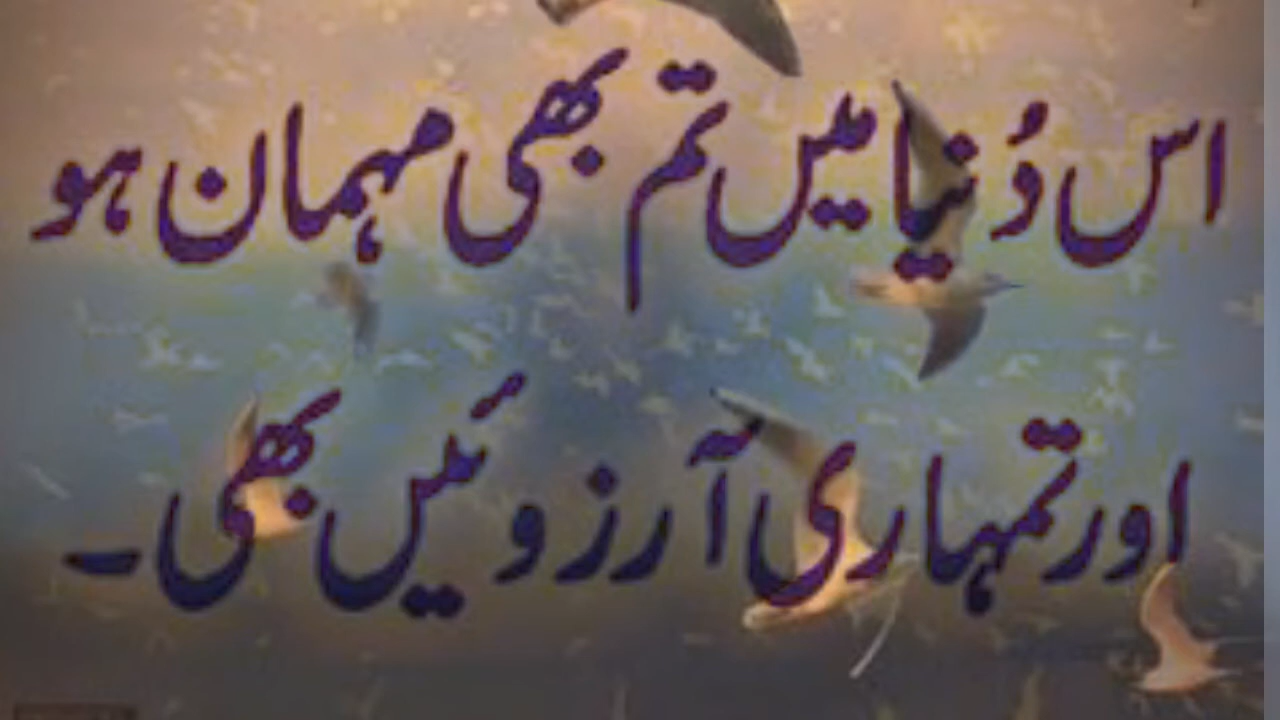 اس دُنیا میں تم بھی مہمان ہو
اور تمہاری آرزوئیں بھی۔